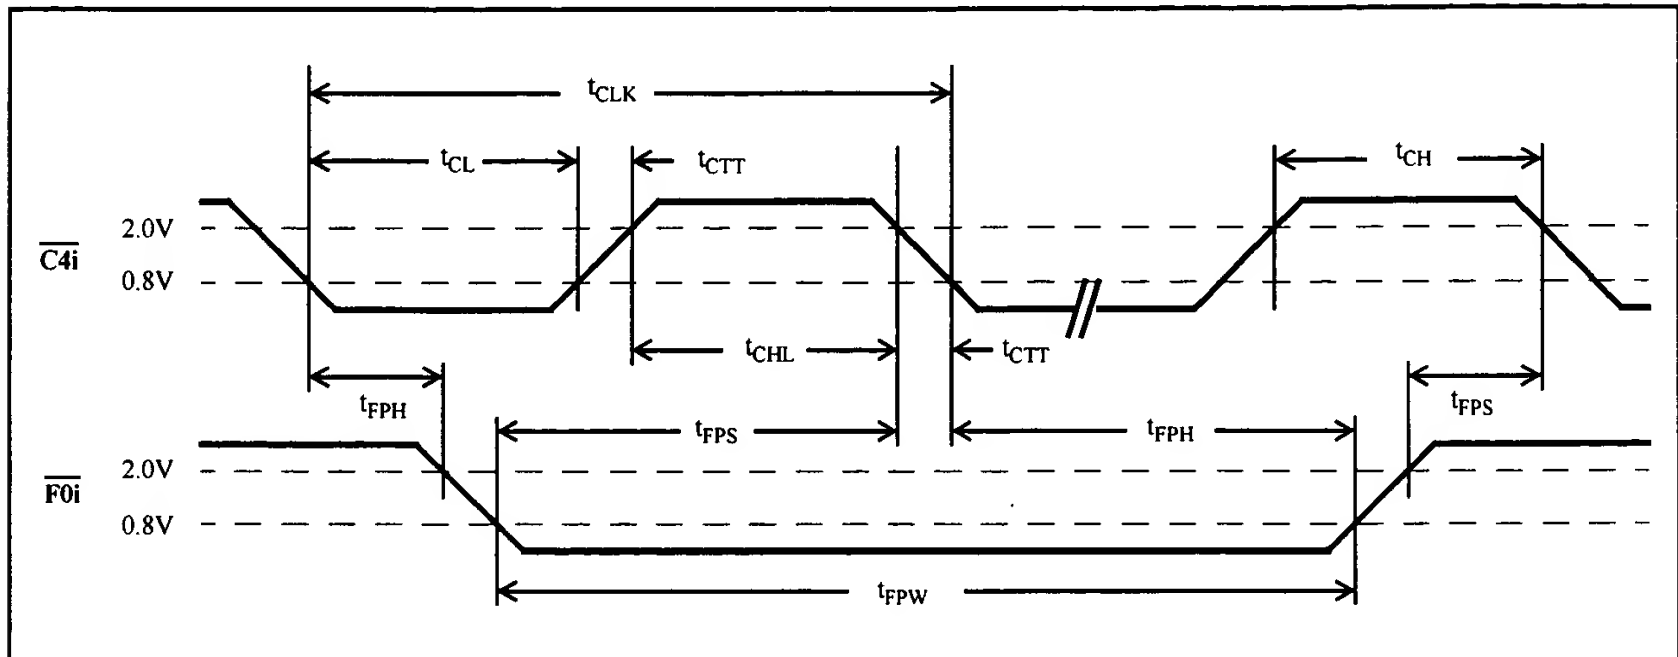 tCLK
tCL
tCTT
tCH
2.0V
C4i
0.8V
tCHL
tCTT
tFPH
tFPS
tFPS
tFPH
2.0V
F0i
0.8V
tFPW